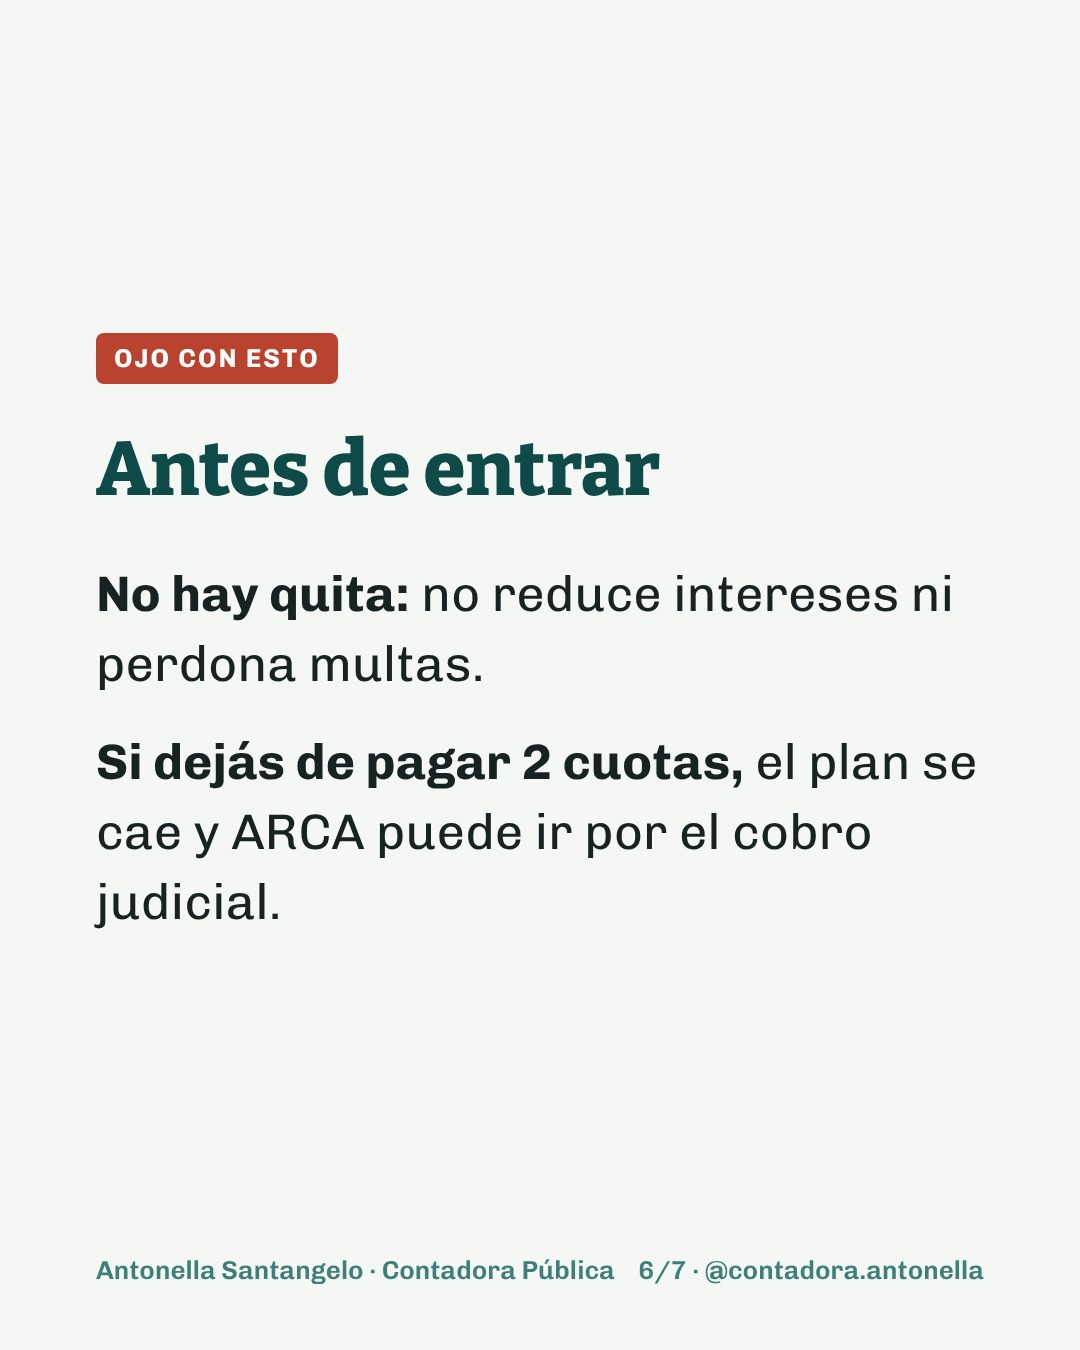 OJO CON ESTO
Antes de entrar
No hay quita: no reduce intereses ni
perdona multas.
Si dejás de pagar 2 cuotas, el plan se
cae y ARCA puede ir por el cobro
judicial.
Antonella Santangelo · Contadora Pública 6/7 · @contadora.antonella